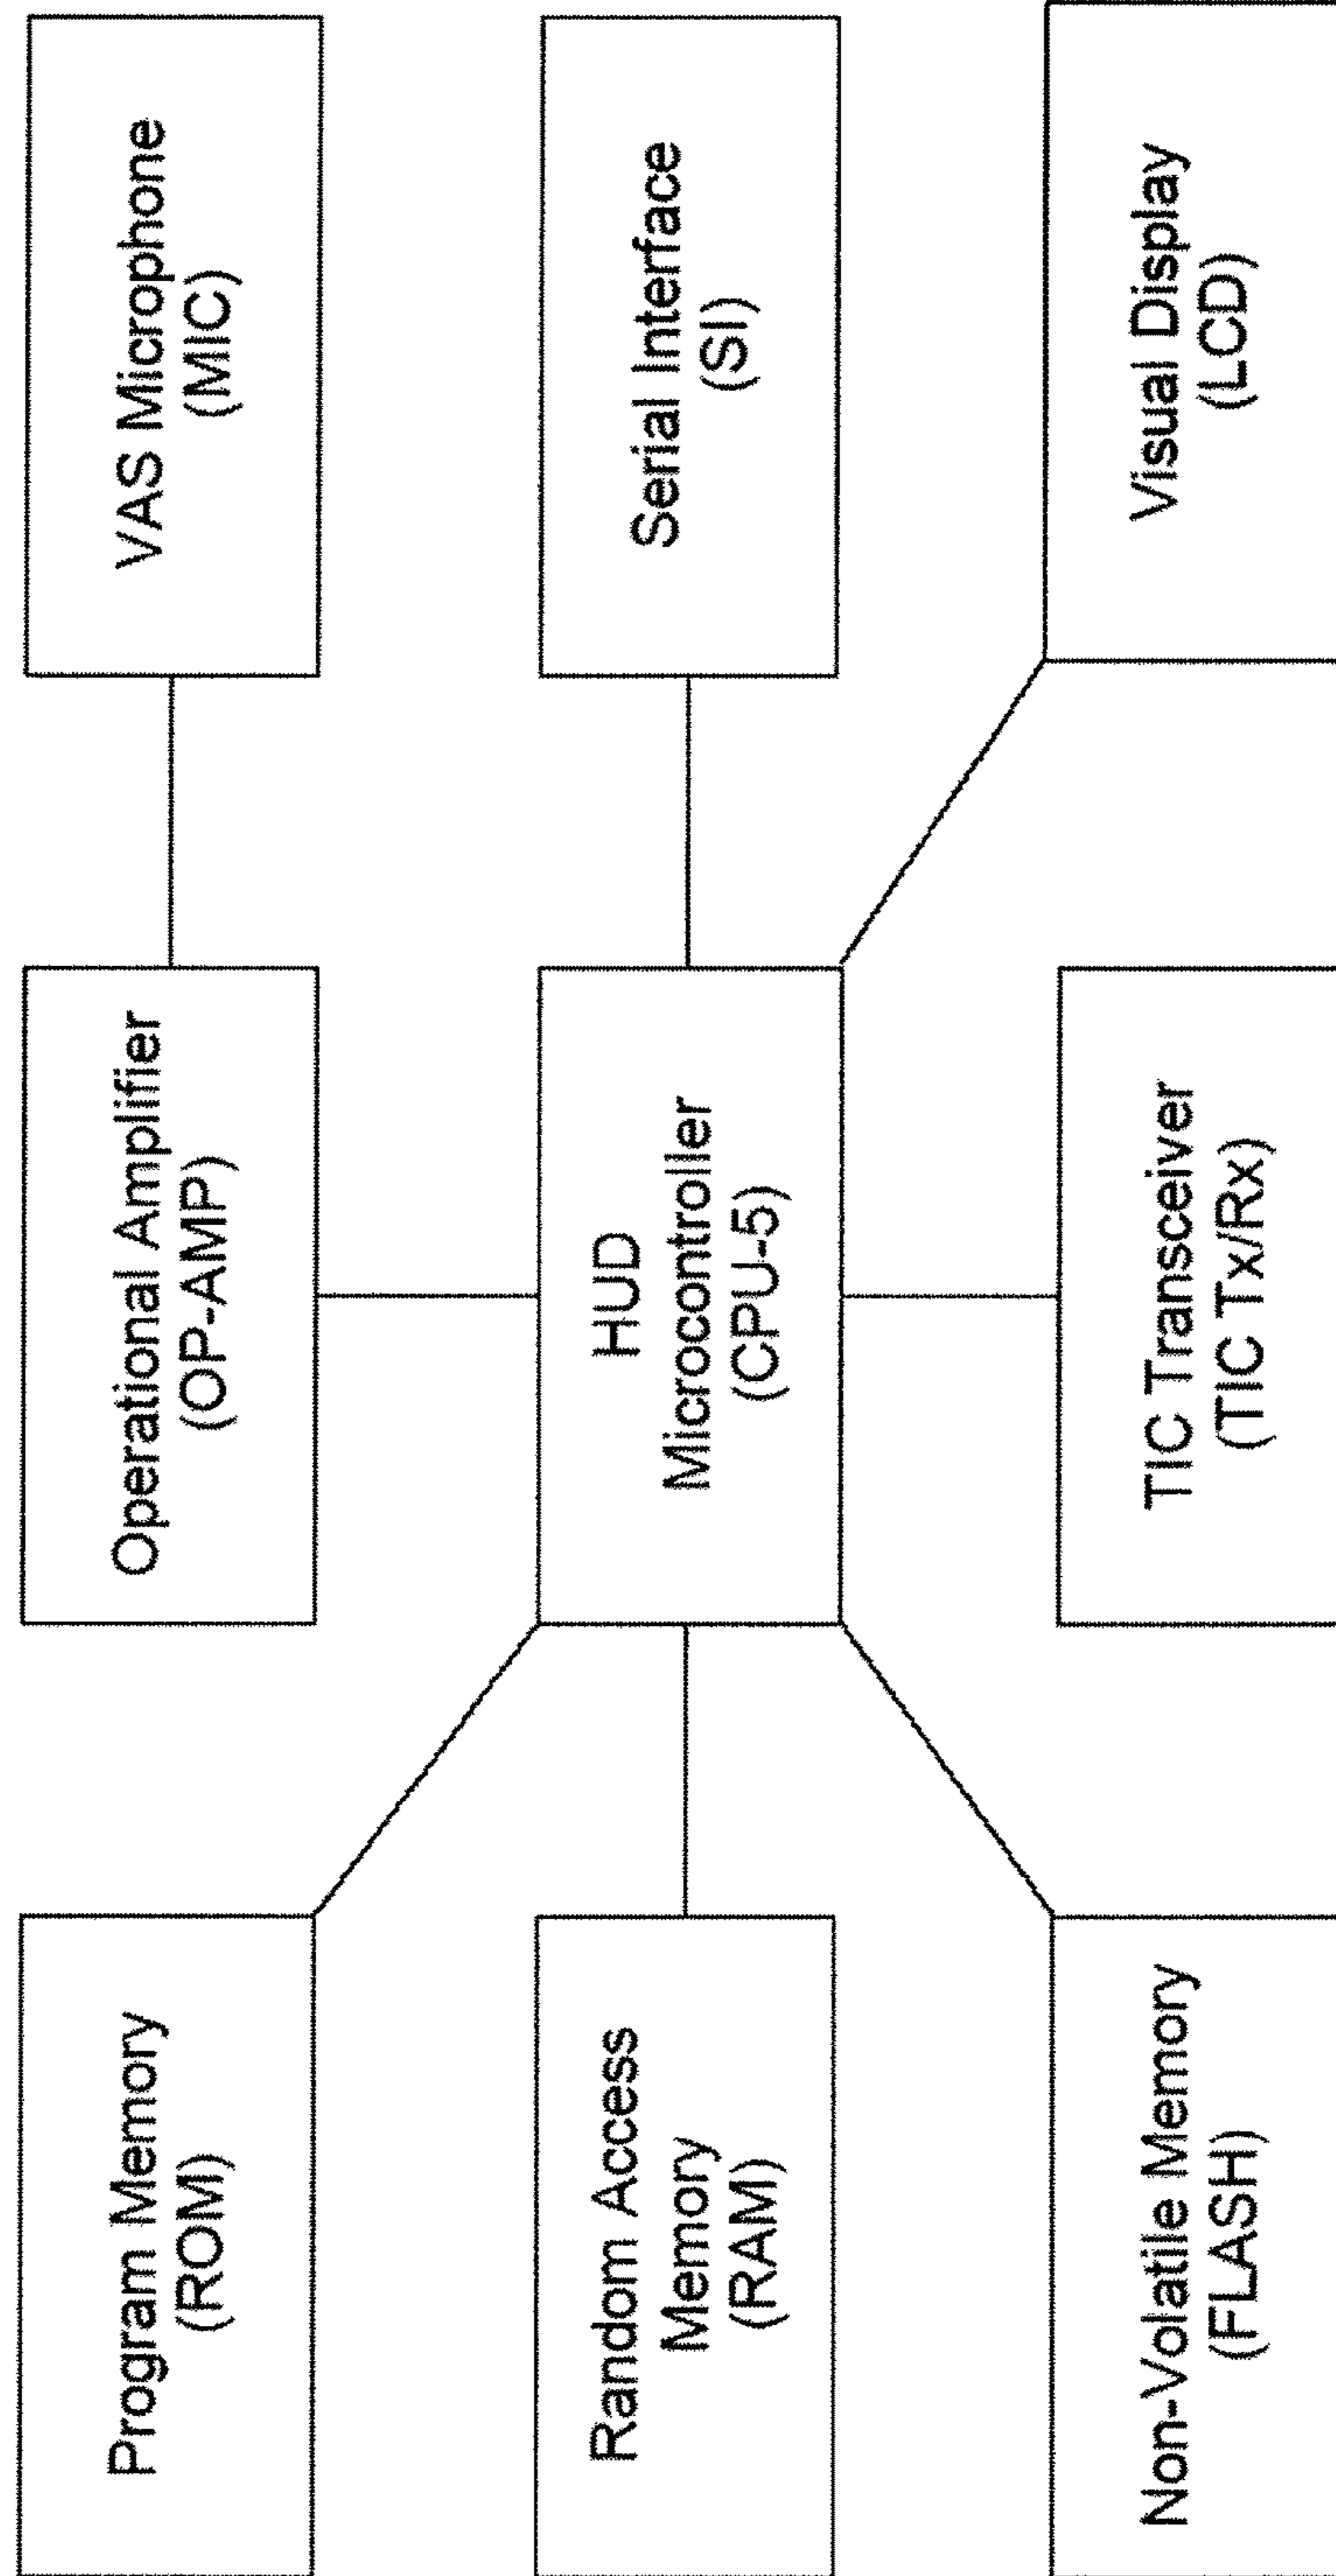 Program Memory
(ROM)
Operational Amplifier
(OP-AMP)
VAS Microphone
(MIC)
Random Access
Memory
(RAM)
HUD
Microcontroller
(CPU-5)
Serial Interface
(SI)
Non-Volatile Memory
(FLASH)
TIC Transceiver
(TIC Tx/Rx)
Visual Display
(LCD)